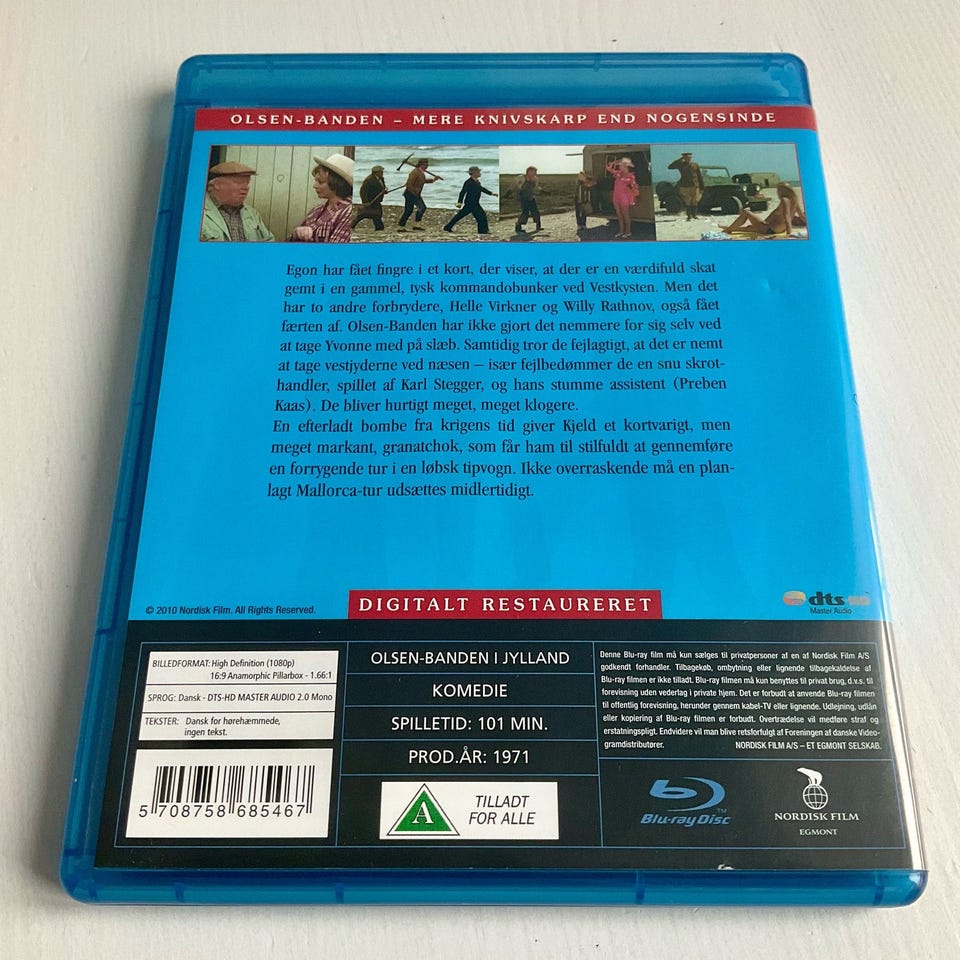 OLSEN-BANDEN – MERE KNIVSKARP END NOGENSINDE
Egon har fået fingre i et kort, der viser, at der er en værdifuld skat
gemt i en gammel, tysk kommandobunker ved Vestkysten. Men det
har to andre forbrydere, Helle Virkner og Willy Rathnov, også fået
færten af. Olsen-Banden har ikke gjort det nemmere for sig selv ved
at tage Yvonne med på slæb. Samtidig tror de fejlagtigt, at det er nemt
at tage vestjyderne ved næsen – især fejlbedømmer de en snu skrot-
handler, spillet af Karl Stegger, og hans stumme assistent (Preben
Kaas). De bliver hurtigt meget, meget klogere.
En efterladt bombe fra krigens tid giver Kjeld et kortvarigt, men
meget markant, granatchok, som får ham til stilfuldt at gennemføre
en forrygende tur i en løbsk tipvogn. Ikke overraskende må en plan-
lagt Mallorca-tur udsættes midlertidigt.
© 2010 Nordisk Film. All Rights Reserved.
DIGITALT RESTAURERET
dts-HD
Master Audio
BILLEDFORMAT: High Definition (1080p)
16:9 Anamorphic Pillarbox - 1.66:1
SPROG: Dansk - DTS-HD MASTER AUDIO 2.0 Mono
TEKSTER: Dansk for hørehæmmede,
ingen tekst.
5 708758 685467
OLSEN-BANDEN I JYLLAND
KOMEDIE
SPILLETID: 101 MIN.
PROD.ÅR: 1971
A
TILLADT
FOR ALLE
Denne Blu-ray film må kun sælges til privatpersoner af en af Nordisk Film A/S
godkendt forhandler. Tilbagekøb, ombytning eller lignende tilbagekaldelse af
Blu-ray filmen er ikke tilladt. Blu-ray filmen må kun benyttes til privat brug, d.v.s. til
forevisning uden vederlag i private hjem. Det er forbudt at anvende Blu-ray filmen
til offentlig forevisning, herunder gennem kabel-TV eller lignende. Udlejning, udlån
eller kopiering af Blu-ray filmen er forbudt. Overtrædelse vil medføre straf og
erstatningspligt. Endvidere vil man blive retsforfulgt af Foreningen af danske Video-
gramdistributører.
NORDISK FILM A/S – ET EGMONT SELSKAB.
Blu-ray Disc
TM
NORDISK FILM
EGMONT